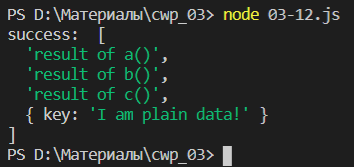 PS D:\Материалы\cwp_03> node 03-12.js
success:  [
  'result of a()',
  'result of b()',
  'result of c()',
  { key: 'I am plain data!' }
]
PS D:\Материалы\cwp_03>